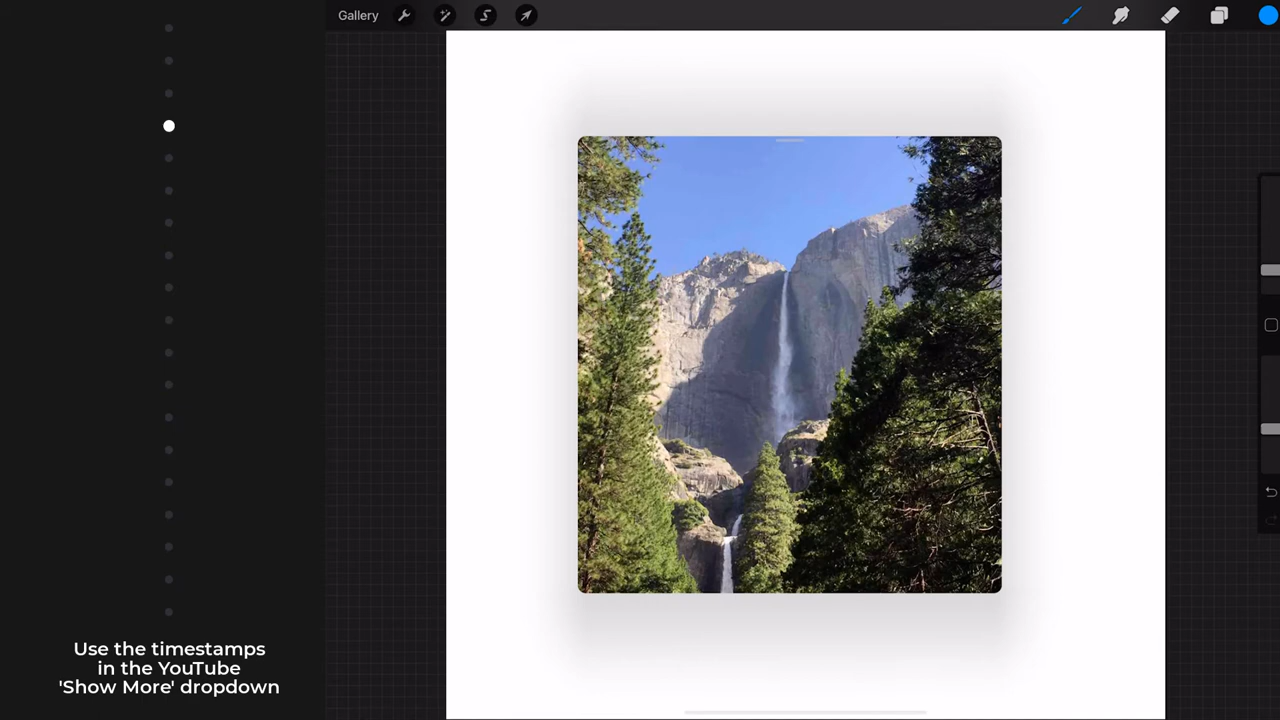 Gallery
Use the timestamps
in the YouTube
'Show More' dropdown